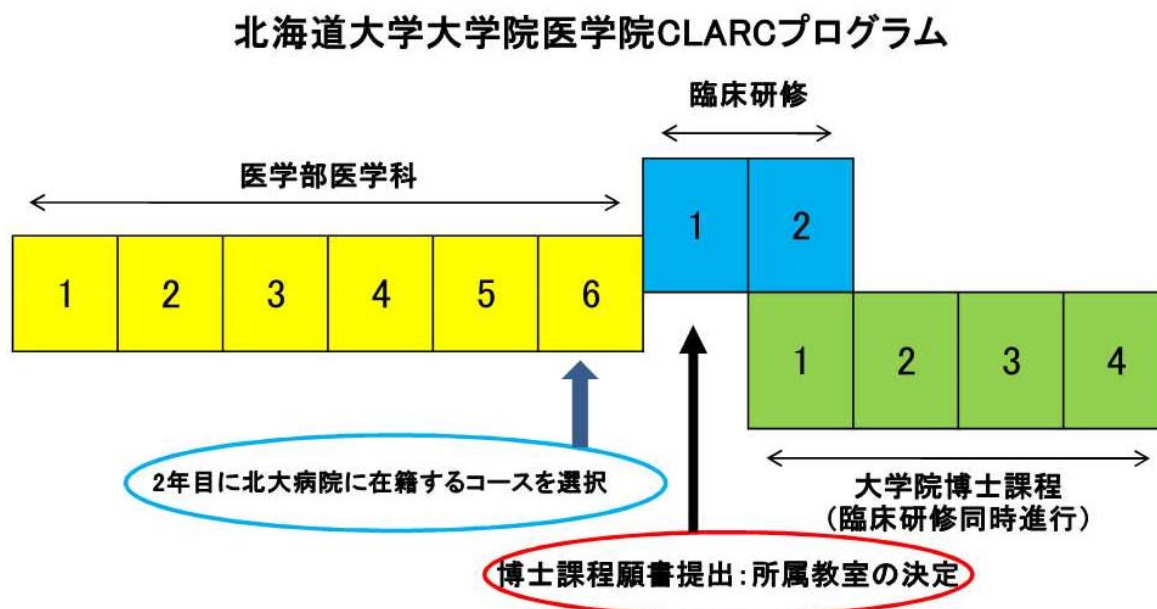 北海道大学大学院医学院CLARCプログラム
臨床研修
医学部医学科
1 2
1 2 3 4 5 6
1 2 3 4
2年目に北大病院に在籍するコースを選択
大学院博士課程
(臨床研修同時進行)
博士課程願書提出:所属教室の決定